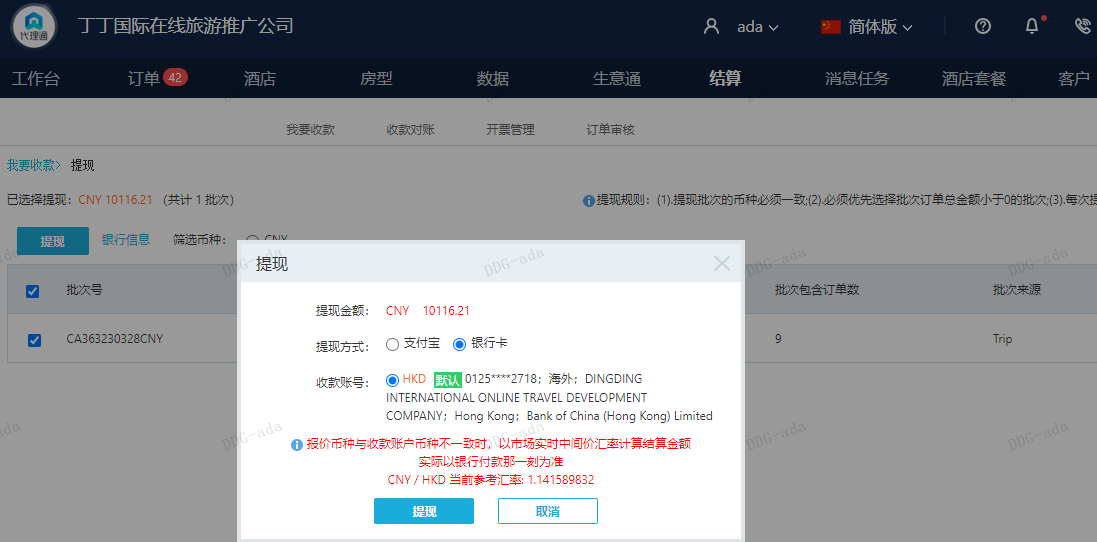 代理通
丁丁国际在线旅游推广公司
ada
简体版
工作台
订单 42
酒店
房型
数据
生意通
结算
消息任务
酒店套餐
客户
我要收款
收款对账
开票管理
订单审核
我要收款> 提现
已选择提现: CNY 10116.21 (共计 1 批次)
提现规则: (1).提现批次的币种必须一致;(2).必须优先选择批次订单总金额小于0的批次;(3).每次提
提现
银行信息
筛选币种:
CNY
批次号
批次包含订单数
批次来源
CA363230328CNY
9
Trip
提现
提现金额: CNY 10116.21
提现方式: 支付宝 银行卡
收款账号: HKD 默认 0125****2718; 海外; DINGDING
INTERNATIONAL ONLINE TRAVEL DEVELOPMENT
COMPANY; Hong Kong; Bank of China (Hong Kong) Limited
报价币种与收款账户币种不一致时，以市场实时中间价汇率计算结算金额
实际以银行付款那一刻为准
CNY / HKD 当前参考汇率: 1.141589832
提现
取消
DDG-ada
DDG-ada
DDG-ada
DDG-ada
DDG-ada
DDG-ada